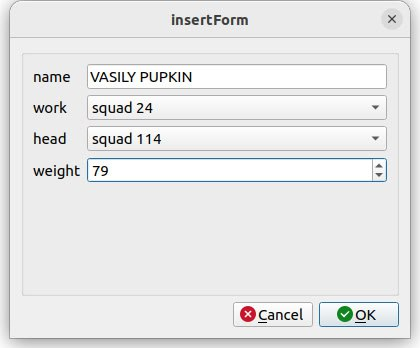 insertForm
name VASILY PUPKIN
work squad 24
head squad 114
weight 79
Cancel OK